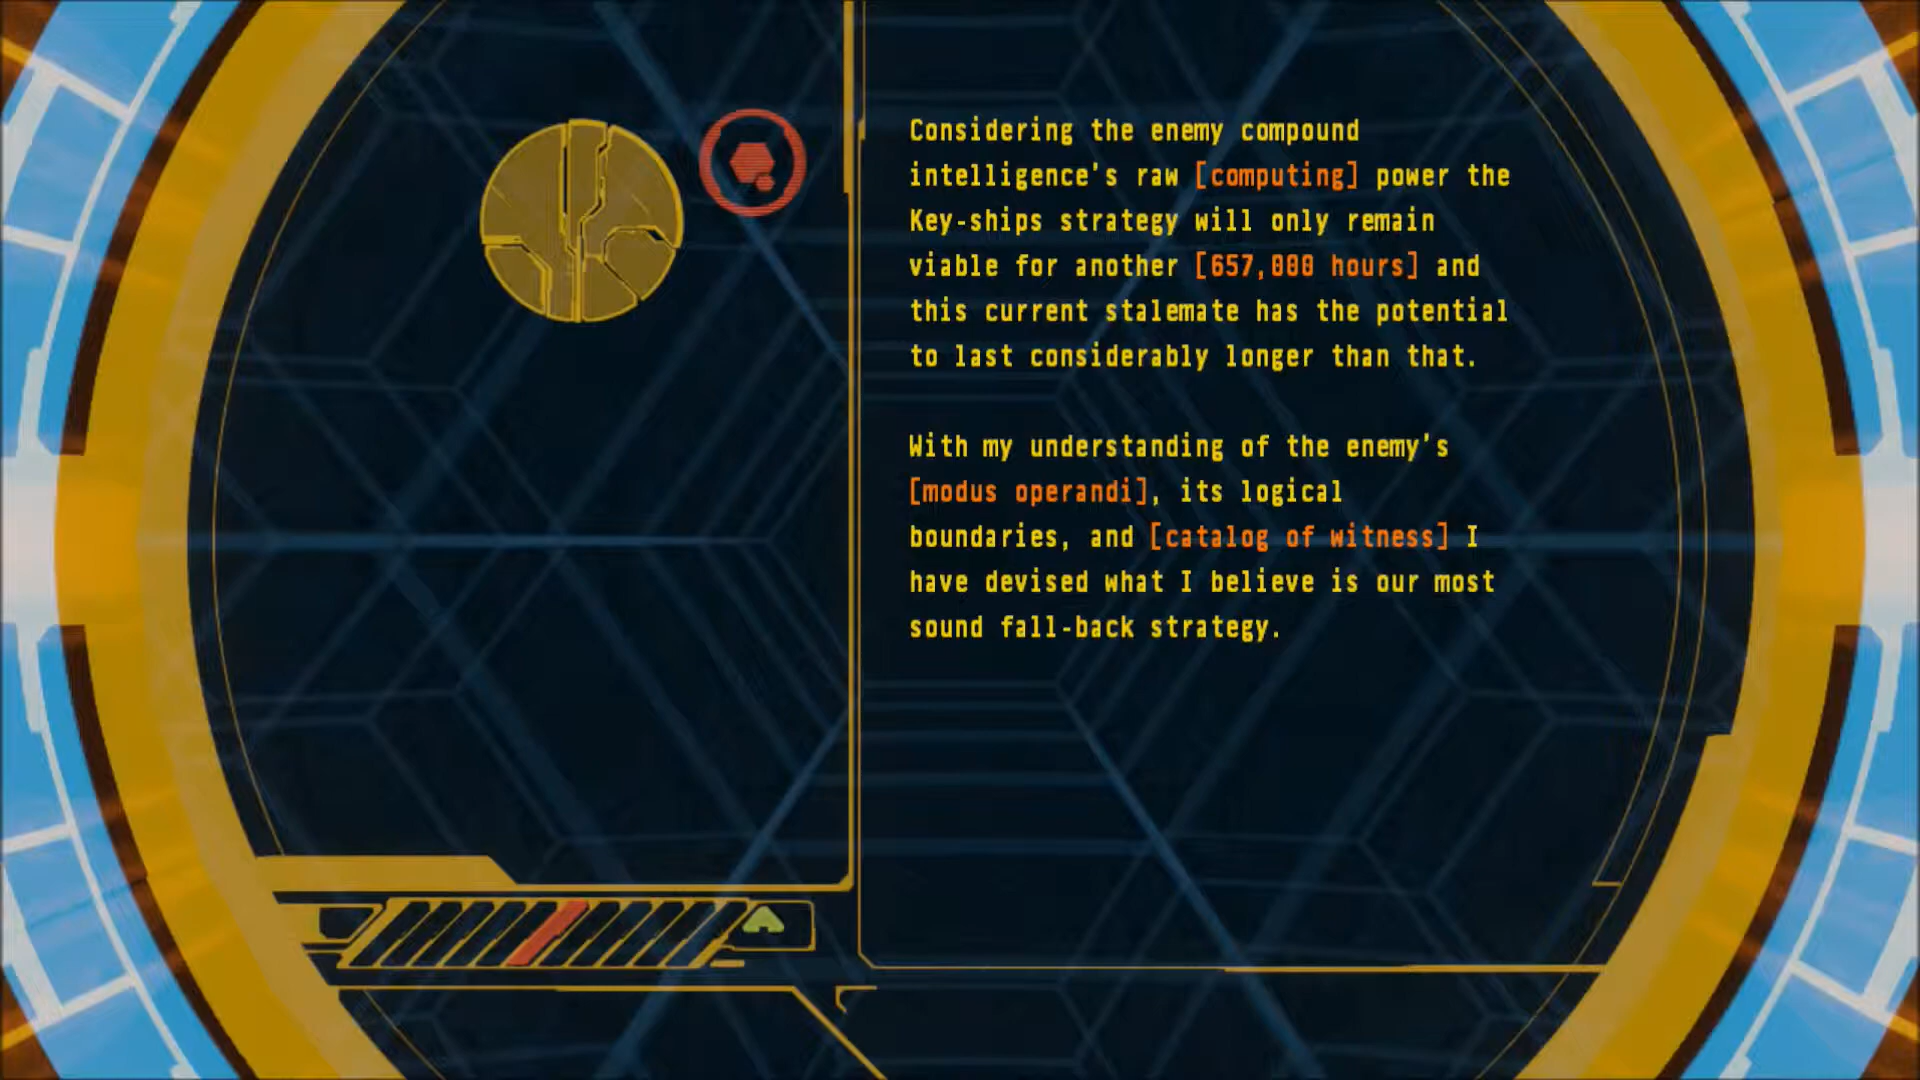 Considering the enemy compound
intelligence's raw [computing] power the
Key-ships strategy will only remain
viable for another [657,000 hours] and
this current stalemate has the potential
to last considerably longer than that.
With my understanding of the enemy's
[modus operandi], its logical
boundaries, and [catalog of witness] I
have devised what I believe is our most
sound fall-back strategy.